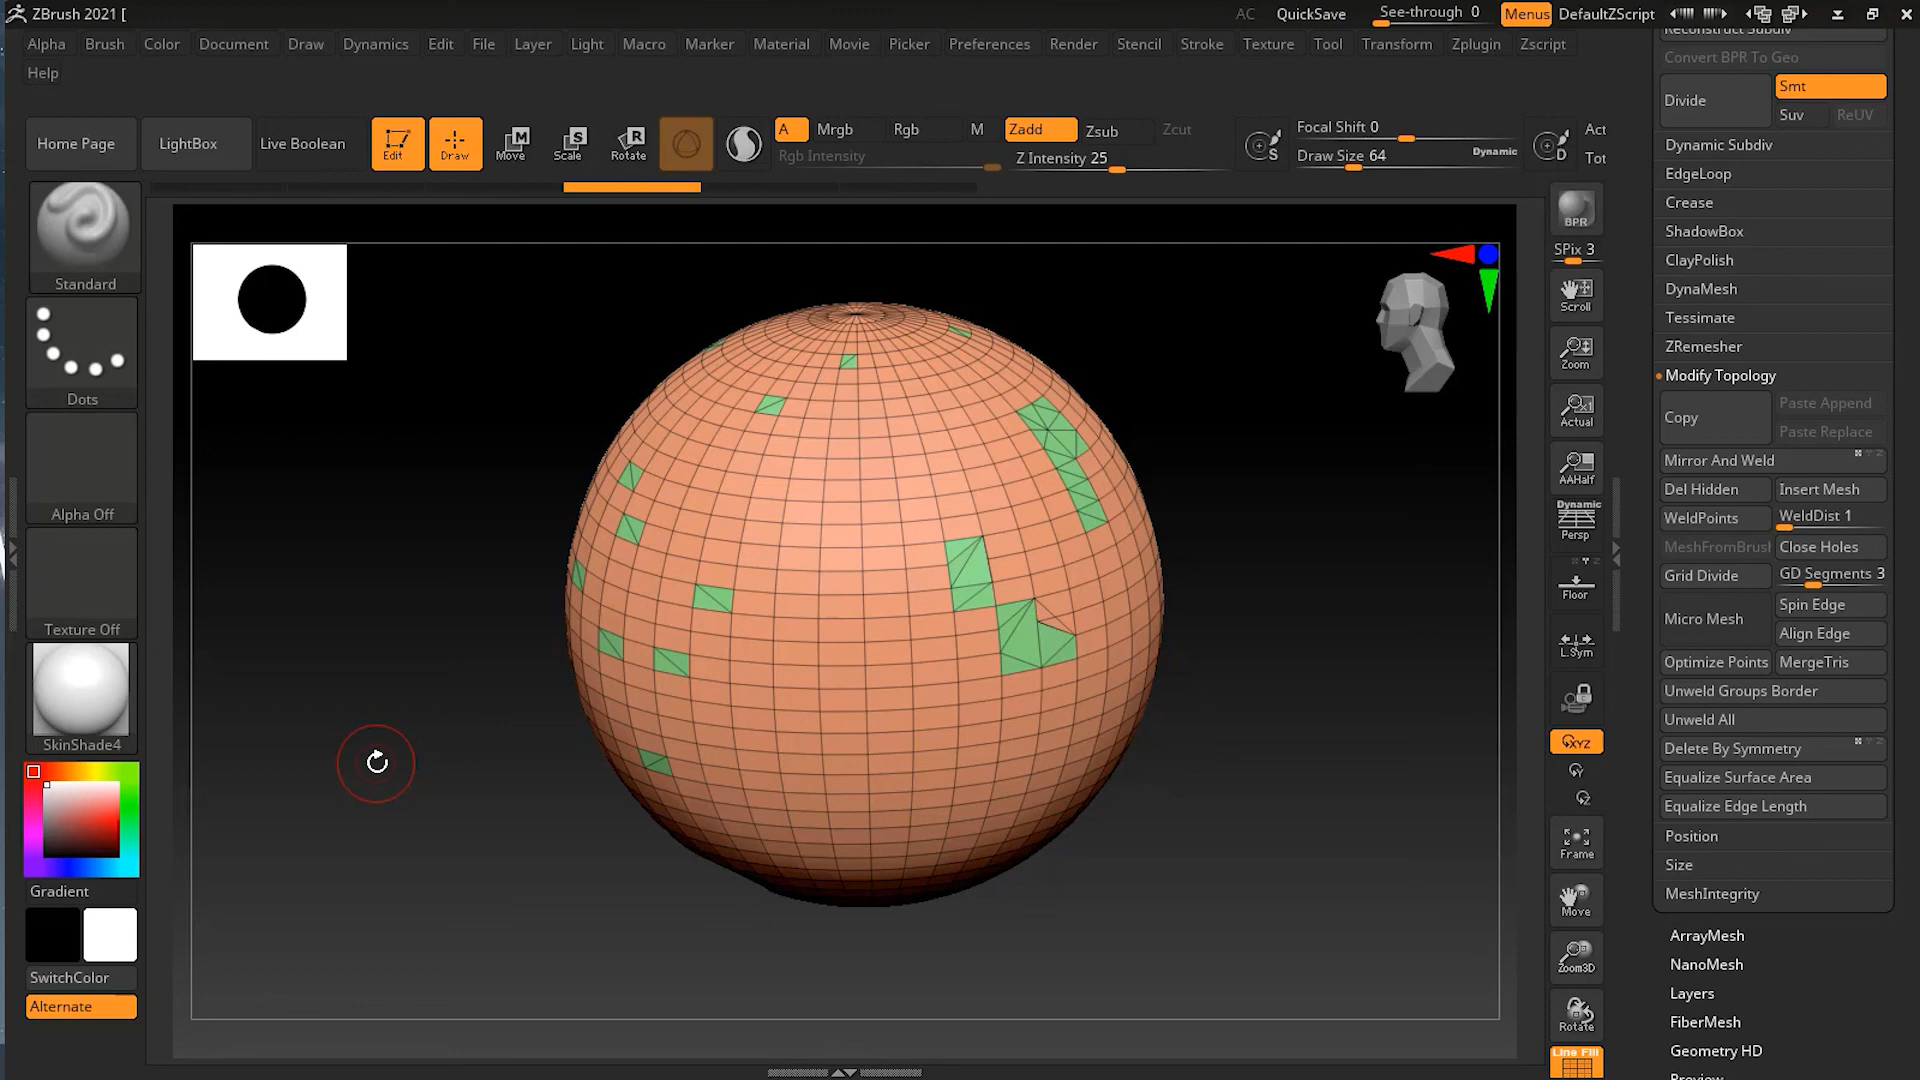 ZBrush 2021 [
AC QuickSave See-through 0 Menus DefaultZScript
Alpha Brush Color Document Draw Dynamics Edit File Layer Light Macro Marker Material Movie Picker Preferences Render Stencil Stroke Texture Tool Transform Zplugin Zscript
Help
Home Page LightBox Live Boolean Edit Draw Move Scale Rotate
M S R
A Mrgb Rgb M
Rgb Intensity
Zadd Zsub Zcut
Z Intensity 25
S
Focal Shift 0
Draw Size 64 Dynamic
D
Act
Tot
Standard
Dots
Alpha Off
Texture Off
SkinShade4
Gradient
SwitchColor
Alternate
BPR
SPix 3
Scroll
Zoom
Actual
AAHalf
Dynamic
Persp
Floor
L.Sym
XYZ
Y
Z
Frame
Move
Zoom3D
Rotate
Line Fill
Reconstruct Subdiv
Convert BPR To Geo
Divide Smt
Suv ReUV
Dynamic Subdiv
EdgeLoop
Crease
ShadowBox
ClayPolish
DynaMesh
Tessimate
ZRemesher
Modify Topology
Copy Paste Append
Paste Replace
Mirror And Weld
Del Hidden Insert Mesh
WeldPoints WeldDist 1
MeshFromBrush Close Holes
Grid Divide GD Segments 3
Micro Mesh Spin Edge
Align Edge
Optimize Points MergeTris
Unweld Groups Border
Unweld All
Delete By Symmetry
Equalize Surface Area
Equalize Edge Length
Position
Size
MeshIntegrity
ArrayMesh
NanoMesh
Layers
FiberMesh
Geometry HD
Preview